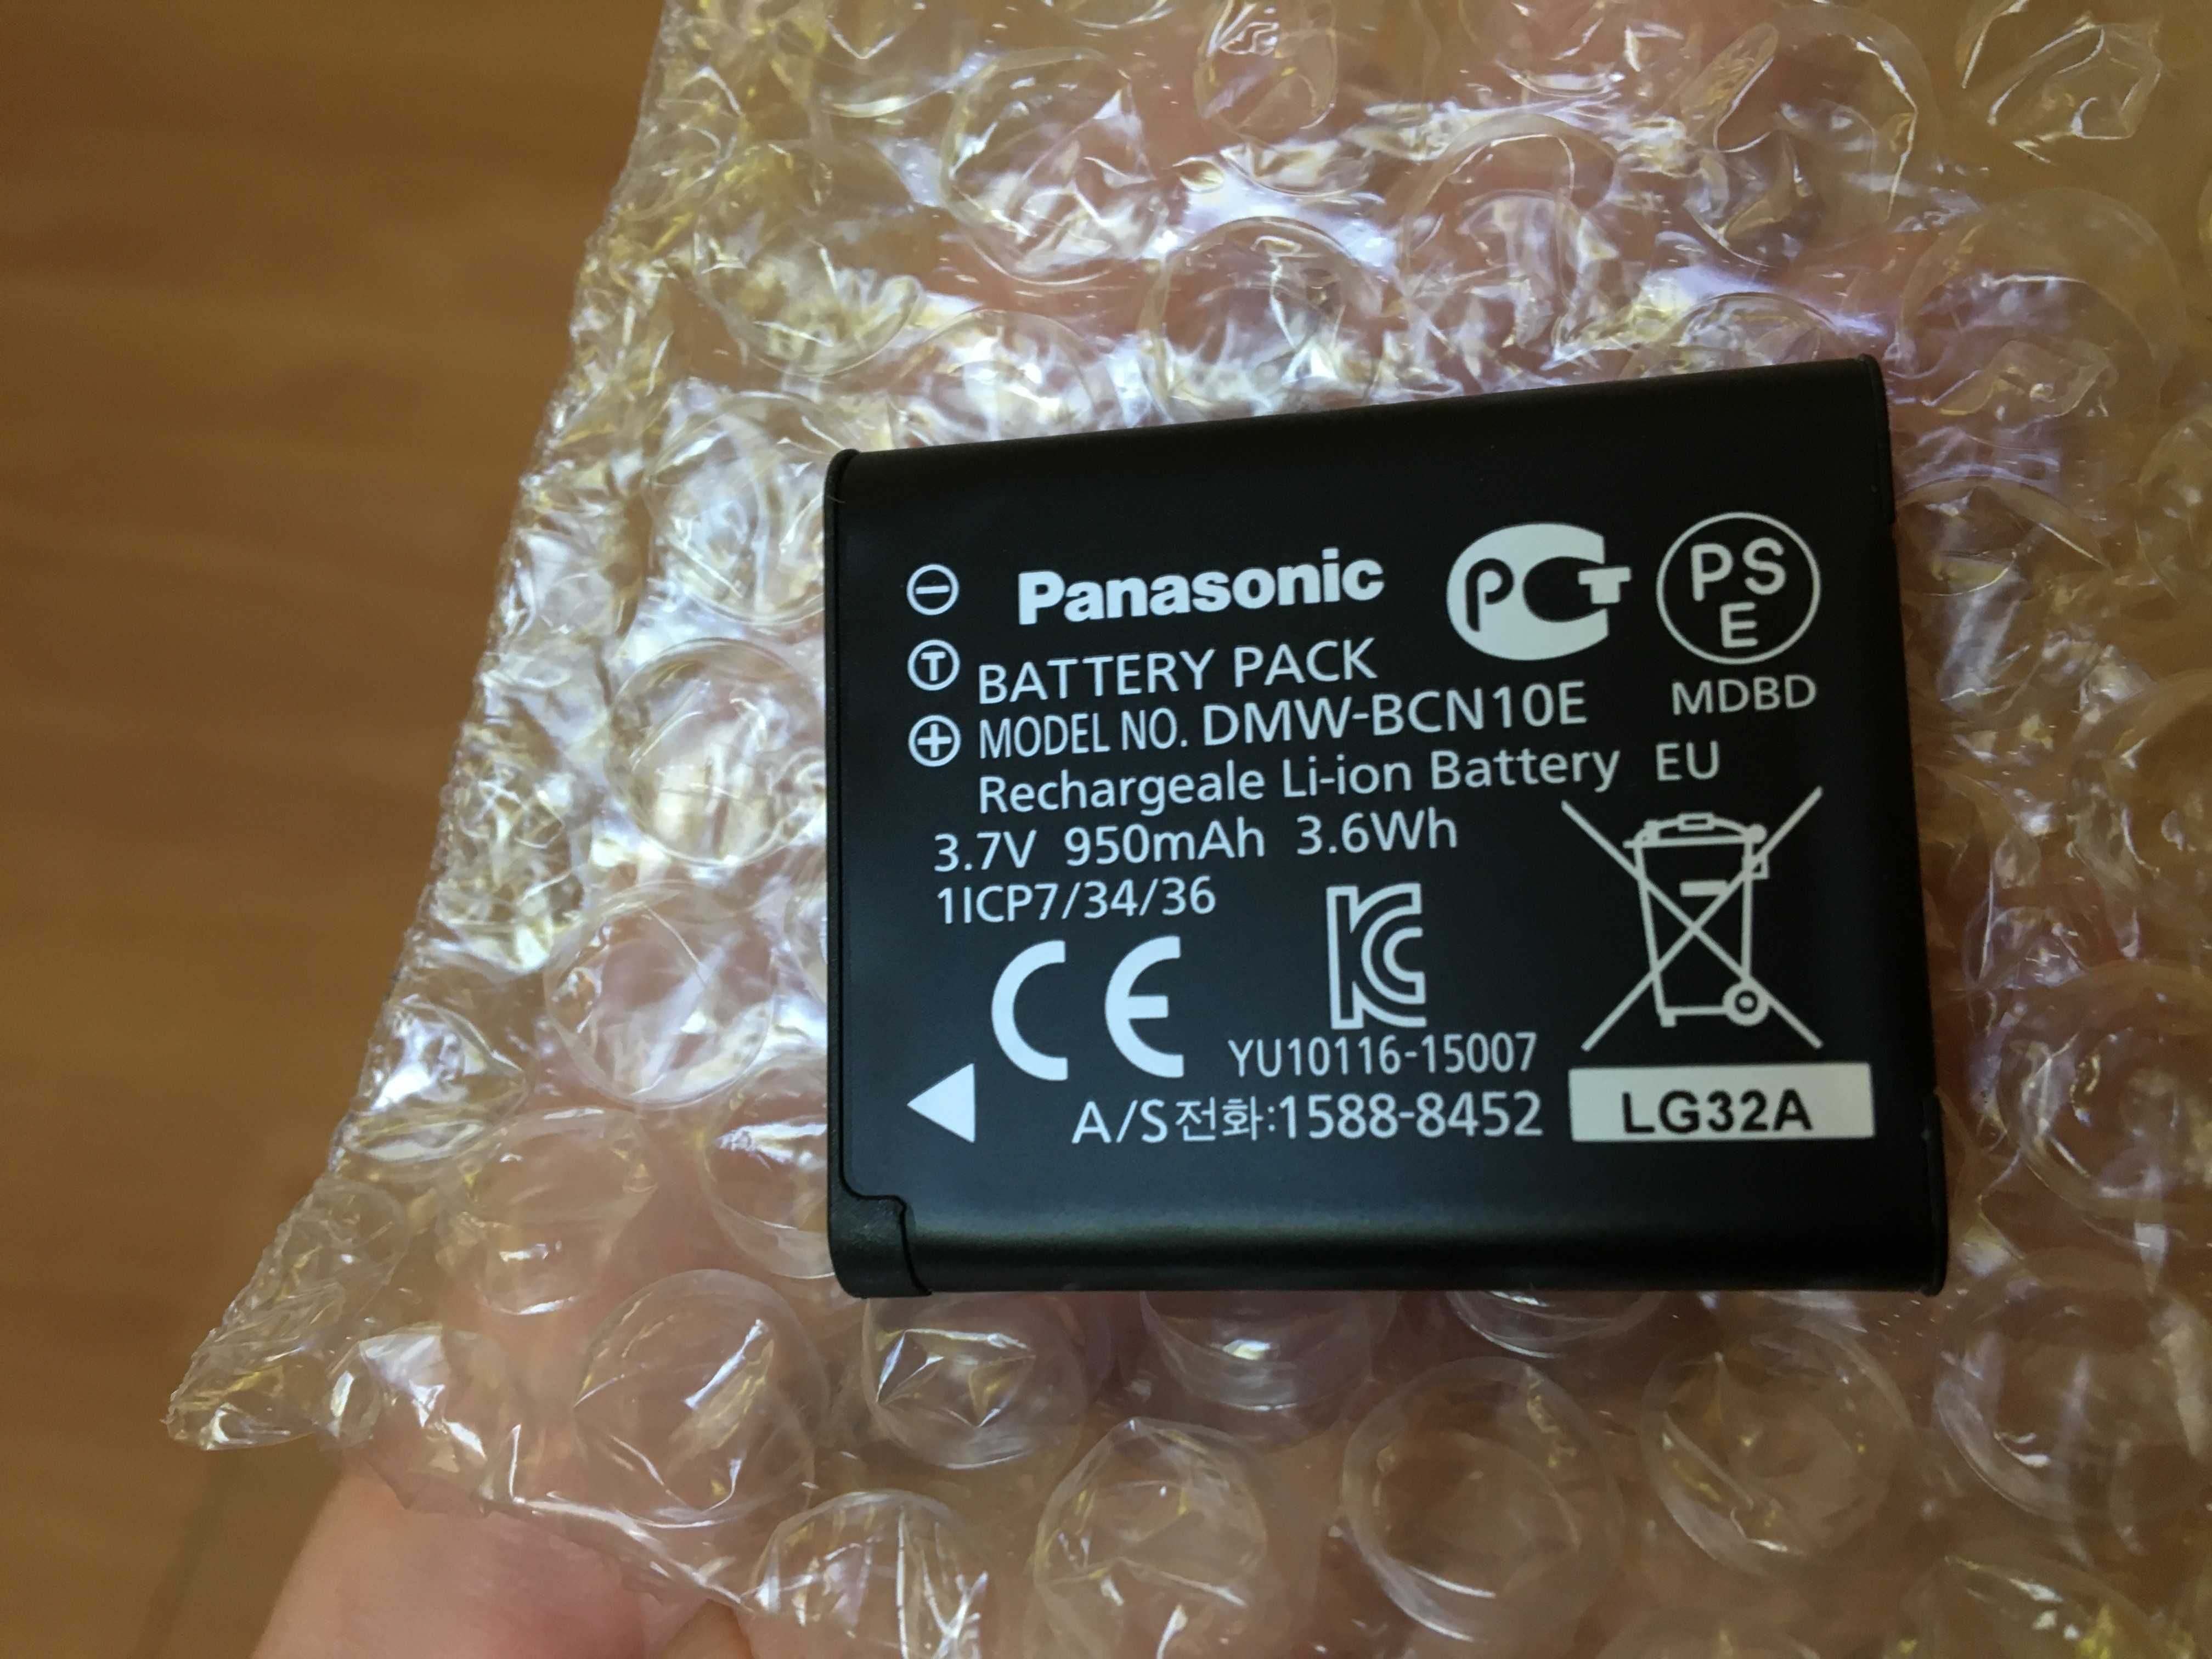 Panasonic
PCT
PS
E
T BATTERY PACK
MDBD
MODEL NO. DMW-BCN10E
Rechargeale Li-ion Battery EU
3.7V 950mAh 3.6Wh
1ICP7/34/36
CE
KC
YU10116-15007
A/S전화:1588-8452
LG32A